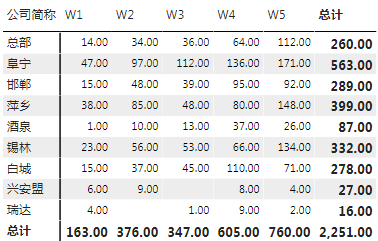 公司简称 W1 W2 W3 W4 W5 总计
总部 14.00 34.00 36.00 64.00 112.00 260.00
阜宁 47.00 97.00 112.00 136.00 171.00 563.00
邯郸 15.00 48.00 39.00 95.00 92.00 289.00
萍乡 38.00 85.00 48.00 80.00 148.00 399.00
酒泉 1.00 10.00 13.00 37.00 26.00 87.00
锡林 23.00 56.00 53.00 66.00 134.00 332.00
白城 15.00 37.00 45.00 110.00 71.00 278.00
兴安盟 6.00 9.00 8.00 4.00 27.00
瑞达 4.00 1.00 9.00 2.00 16.00
总计 163.00 376.00 347.00 605.00 760.00 2,251.00